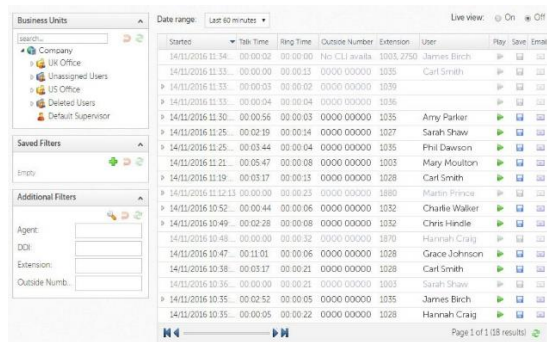 Business Units
search...
Company
UK Office
Unassigned Users
US Office
Deleted Users
Default Supervisor
Saved Filters
Empty
Additional Filters
Agent:
DDI:
Extension:
Outside Numb...
Date range: Last 60 minutes
Live view: On Off
Started Talk Time Ring Time Outside Number Extension User Play Save Email
14/11/2016 11:34:... 00:00:02 00:00:00 No CLI availa 1003, 2750 James Birch
14/11/2016 11:33:... 00:00:00 00:00:13 0000 00000 1035 Carl Smith
14/11/2016 11:33:... 00:00:03 00:00:02 0000 00000 1039
14/11/2016 11:33:... 00:00:04 00:00:04 0000 00000 1036
14/11/2016 11:30:... 00:00:56 00:00:03 0000 00000 1035 Amy Parker
14/11/2016 11:25:... 00:02:19 00:00:14 0000 00000 1027 Sarah Shaw
14/11/2016 11:25:... 00:03:44 00:00:04 0000 00000 1035 Phil Dawson
14/11/2016 11:21:... 00:05:47 00:00:08 0000 00000 1003 Mary Moulton
14/11/2016 11:19:... 00:03:17 00:00:13 0000 00000 1028 Carl Smith
14/11/2016 11:12:13 00:00:00 00:00:23 0000 00000 1880 Martin Prince
14/11/2016 10:52:... 00:00:44 00:00:06 0000 00000 1032 Charlie Walker
14/11/2016 10:49:... 00:02:28 00:00:08 0000 00000 1032 Chris Hindle
14/11/2016 10:48:... 00:00:00 00:00:32 0000 00000 1870 Hannah Craig
14/11/2016 10:47:... 00:11:01 00:00:06 0000 00000 1028 Grace Johnson
14/11/2016 10:38:... 00:03:17 00:00:21 0000 00000 1028 Carl Smith
14/11/2016 10:36:... 00:00:00 00:00:21 0000 00000 1003 Sarah Shaw
14/11/2016 10:35:... 00:02:52 00:00:05 0000 00000 1035 James Birch
14/11/2016 10:35:... 00:00:05 00:00:22 0000 00000 1028 Hannah Craig
Page 1 of 1 (18 results)